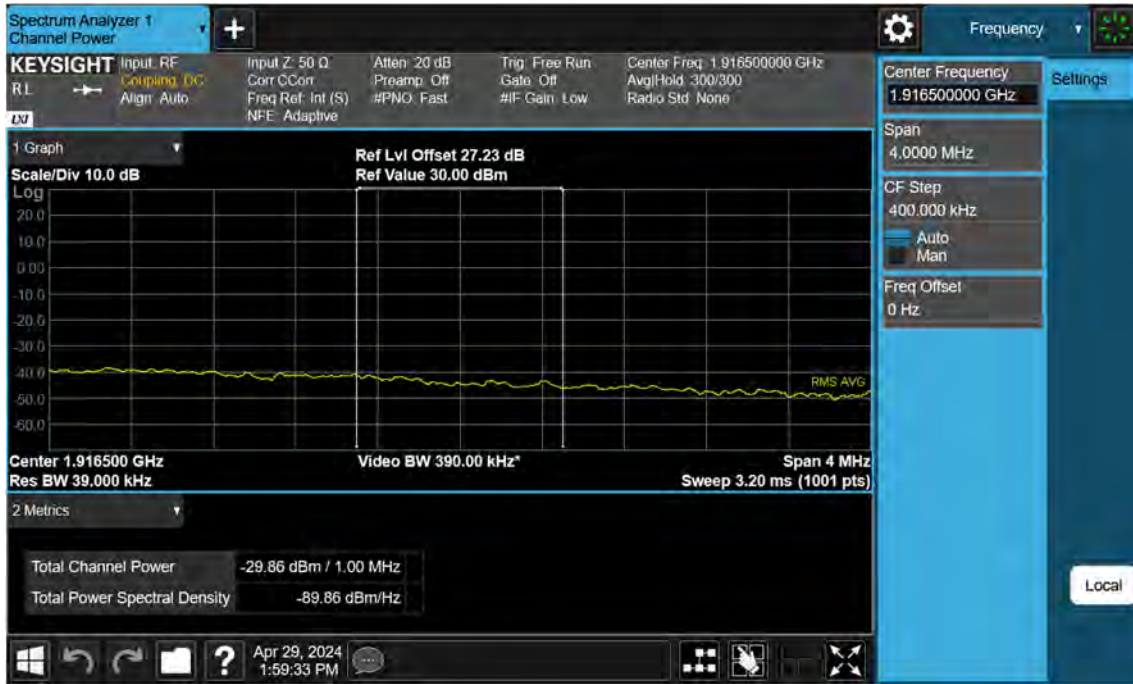 Spectrum Analyzer 1
Channel Power
Frequency
KEYSIGHT
RL
LXI
Input: RF
Coupling: DC
Align: Auto
Input Z: 50 Ω
Corr CCorr
Freq Ref: Int (S)
NFE: Adaptive
Atten: 20 dB
Preamp: Off
#PNO: Fast
Trig: Free Run
Gate: Off
#IF Gain: Low
Center Freq: 1.916500000 GHz
Avg|Hold: 300/300
Radio Std: None
1 Graph
Scale/Div 10.0 dB
Ref Lvl Offset 27.23 dB
Ref Value 30.00 dBm
Log
20.0
10.0
0.00
-10.0
-20.0
-30.0
-40.0
-50.0
-60.0
RMS AVG
Center 1.916500 GHz
Video BW 390.00 kHz*
Span 4 MHz
Res BW 39.000 kHz
Sweep 3.20 ms (1001 pts)
2 Metrics
Total Channel Power -29.86 dBm / 1.00 MHz
Total Power Spectral Density -89.86 dBm/Hz
Center Frequency
1.916500000 GHz
Span
4.0000 MHz
CF Step
400.000 kHz
Auto
Man
Freq Offset
0 Hz
Settings
Local
?
Apr 29, 2024
1:59:33 PM